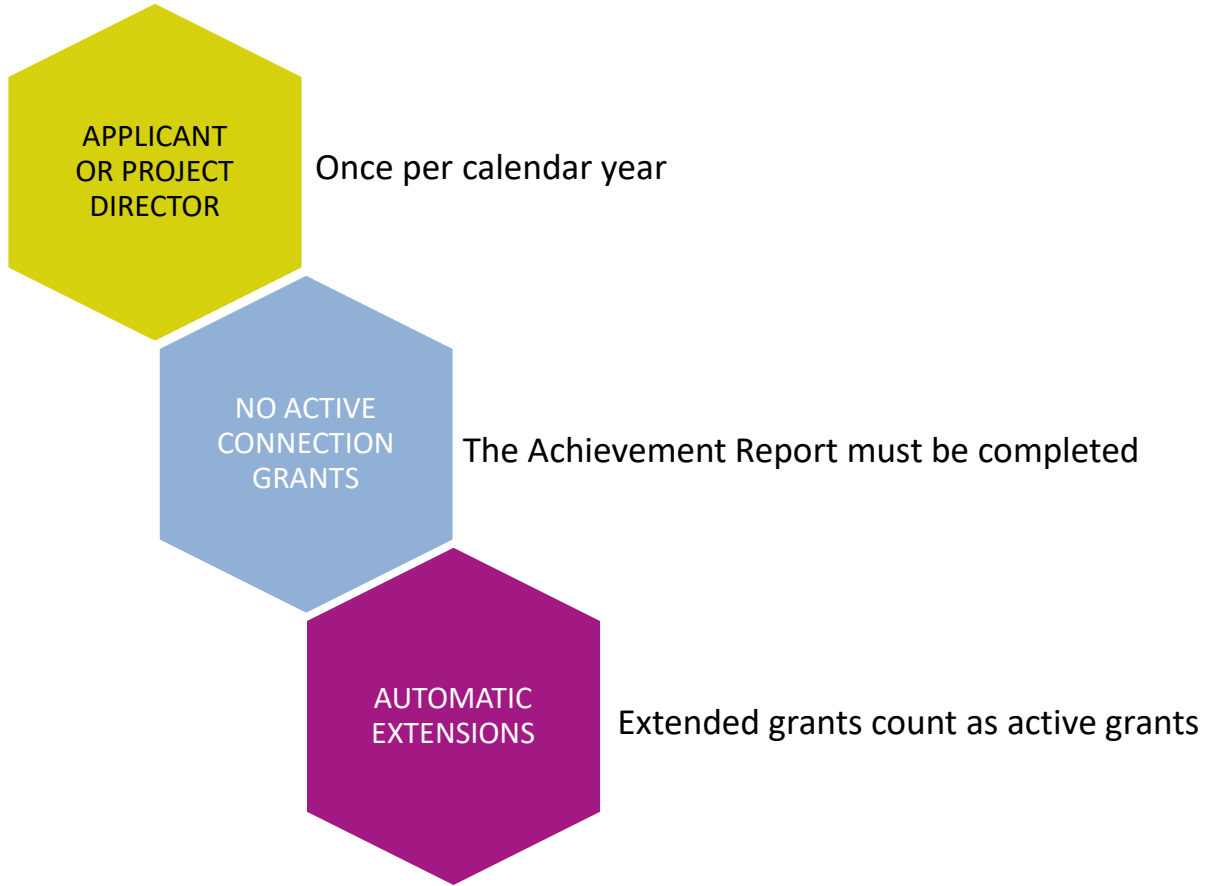 APPLICANT
OR PROJECT
DIRECTOR
Once per calendar year
NO ACTIVE
CONNECTION
GRANTS
The Achievement Report must be completed
AUTOMATIC
EXTENSIONS
Extended grants count as active grants